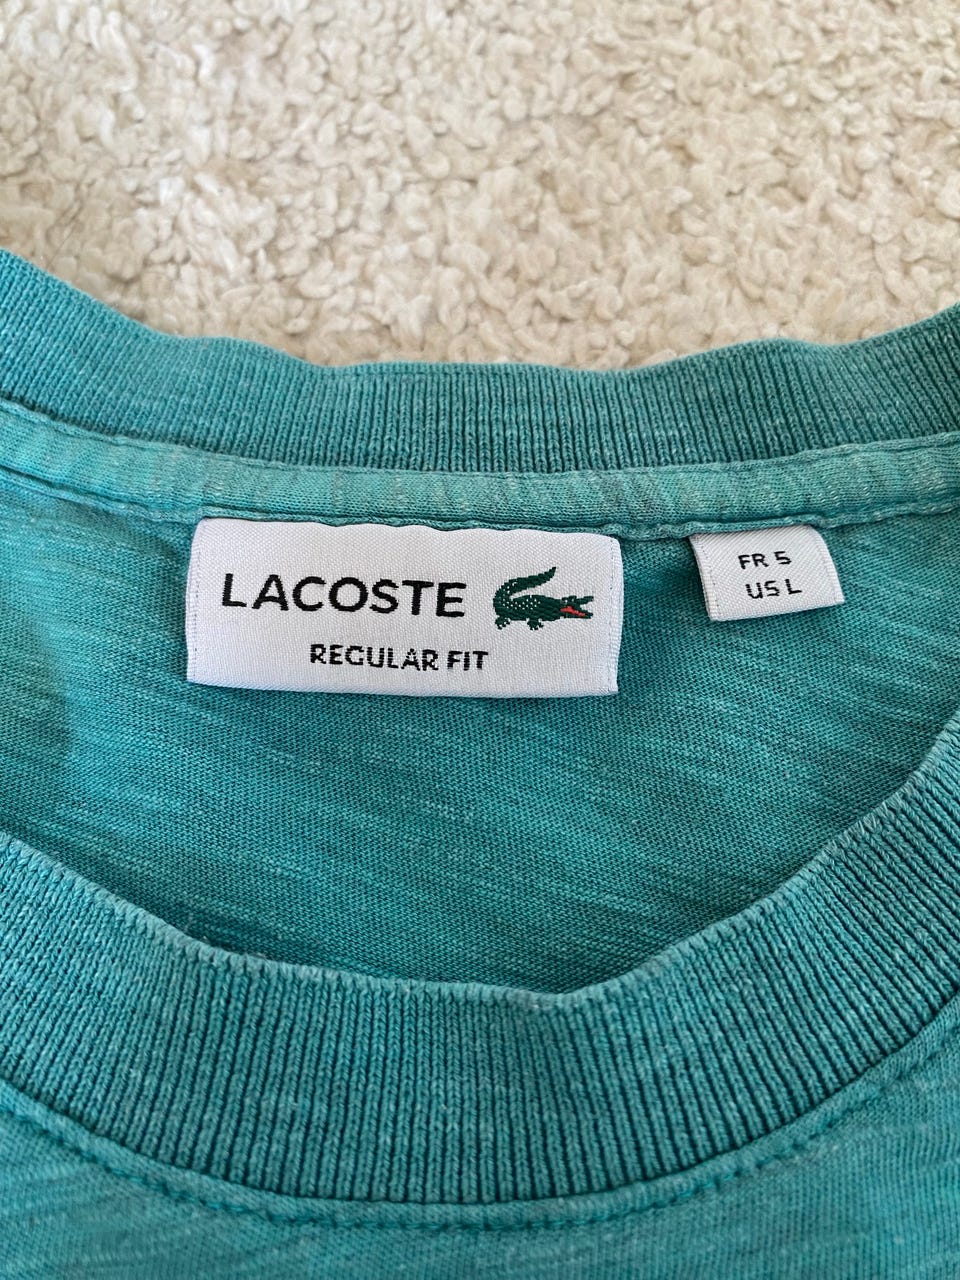 LACOSTE
REGULAR FIT
FR 5
US L